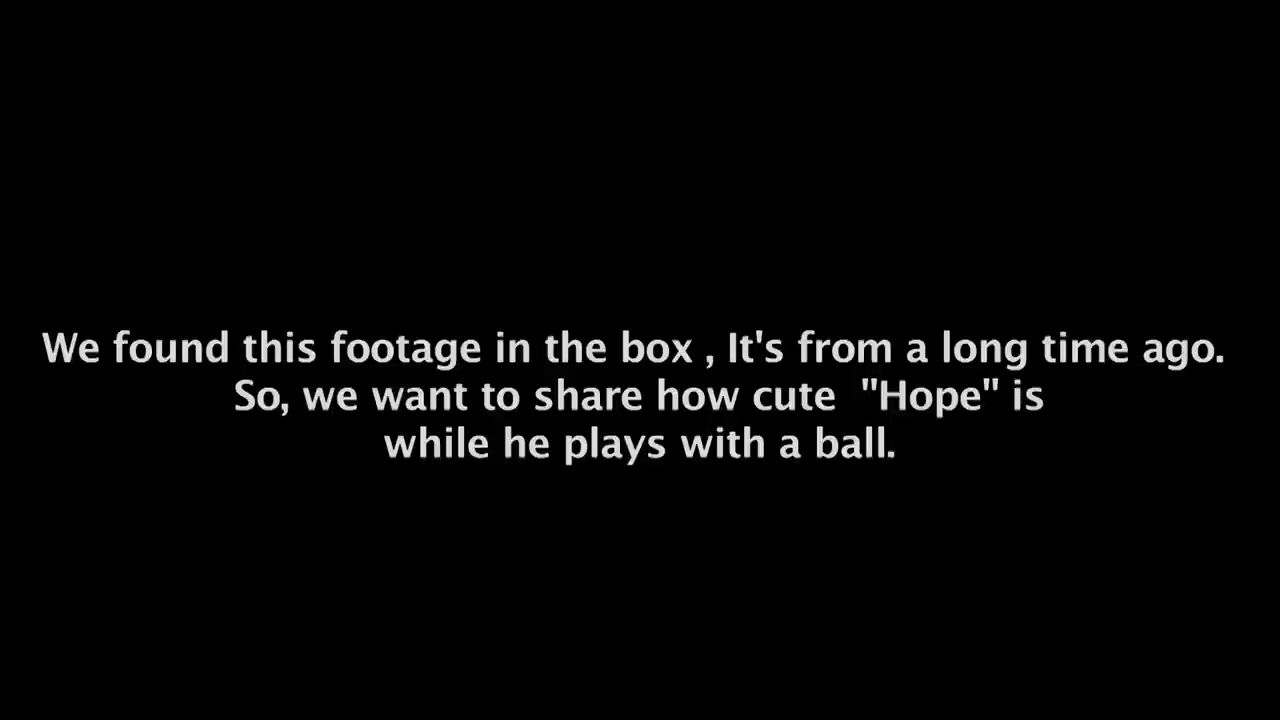 We found this footage in the box , It's from a long time ago.
So, we want to share how cute  "Hope" is
while he plays with a ball.